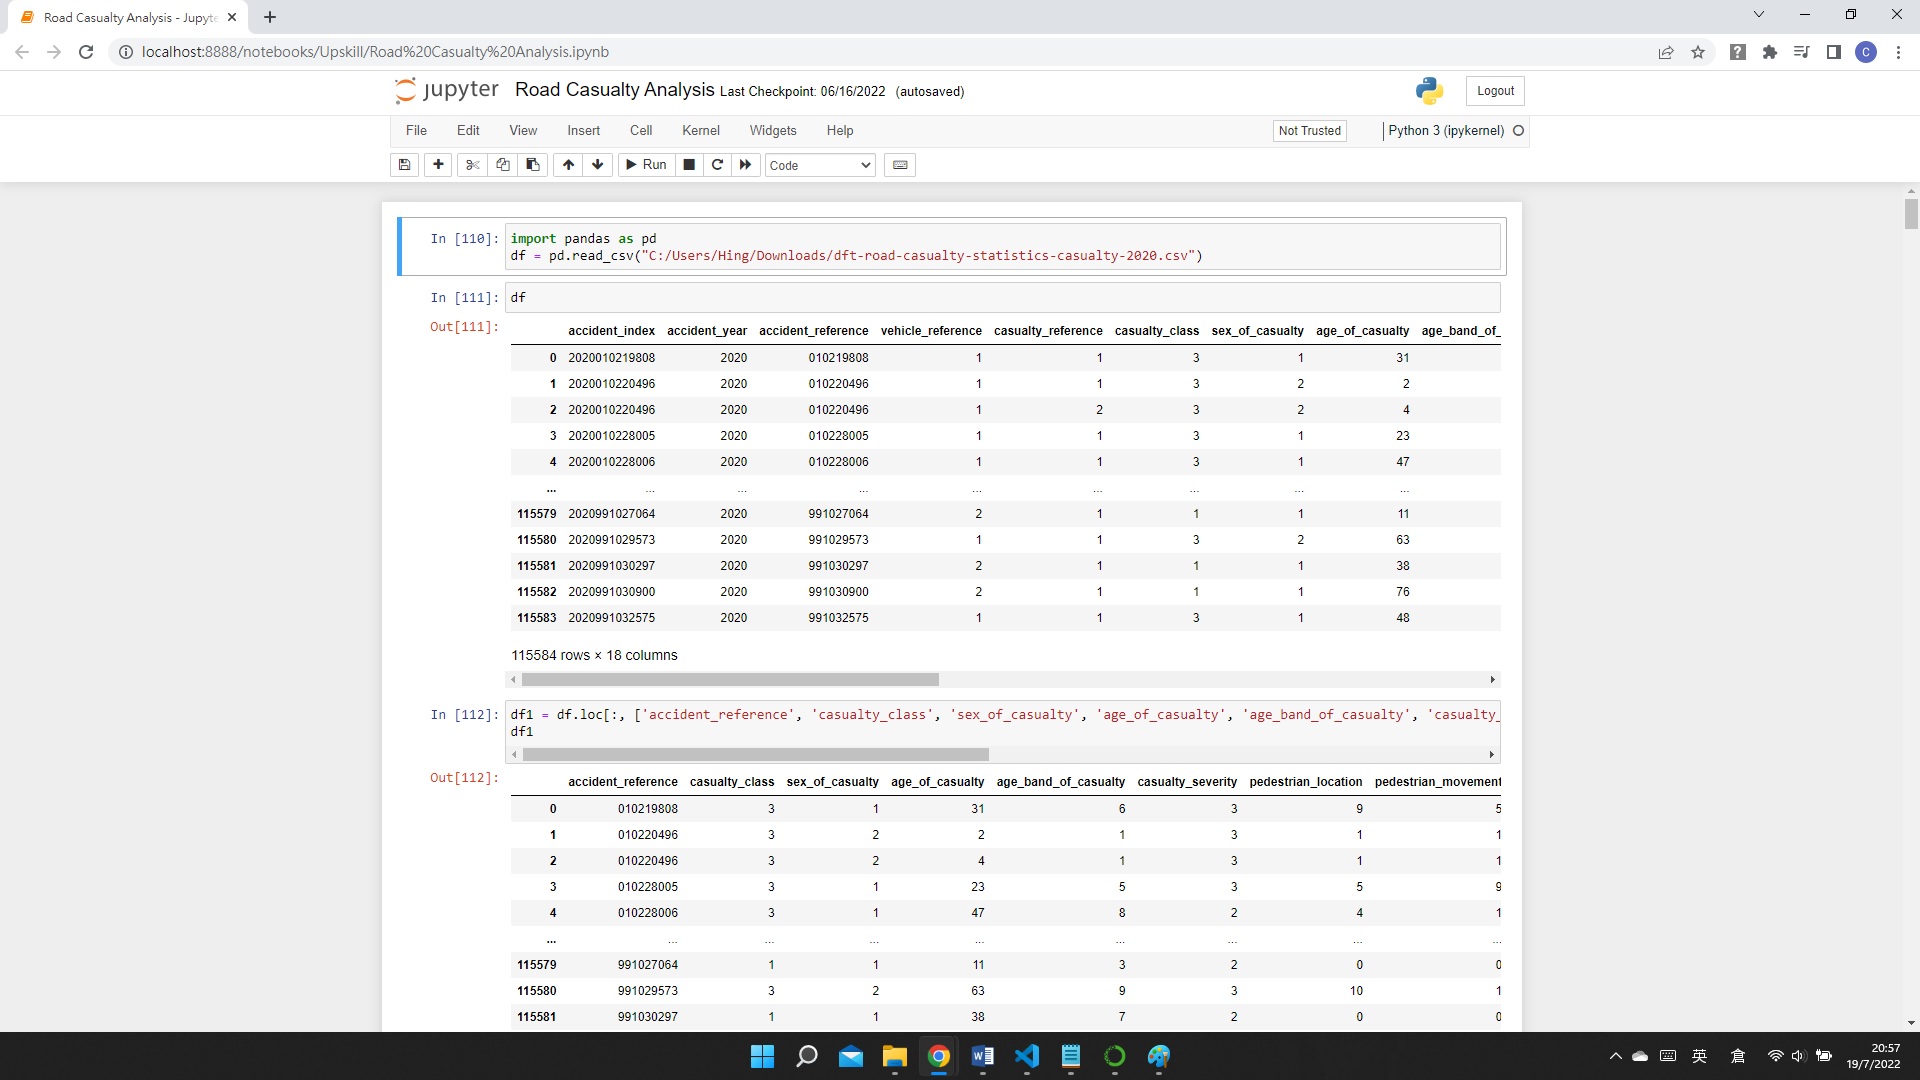 Road Casualty Analysis - Jupyte
localhost:8888/notebooks/Upskill/Road%20Casualty%20Analysis.ipynb
C
jupyter Road Casualty Analysis Last Checkpoint: 06/16/2022 (autosaved)
Logout
File Edit View Insert Cell Kernel Widgets Help
Not Trusted Python 3 (ipykernel)
Run Code
In [110]: import pandas as pd
df = pd.read_csv("C:/Users/Hing/Downloads/dft-road-casualty-statistics-casualty-2020.csv")
In [111]: df
Out[111]:
accident_index accident_year accident_reference vehicle_reference casualty_reference casualty_class sex_of_casualty age_of_casualty age_band_of_
0 2020010219808 2020 010219808 1 1 3 1 31
1 2020010220496 2020 010220496 1 1 3 2 2
2 2020010220496 2020 010220496 1 2 3 2 4
3 2020010228005 2020 010228005 1 1 3 1 23
4 2020010228006 2020 010228006 1 1 3 1 47
... ... ... ... ... ... ... ... ...
115579 2020991027064 2020 991027064 2 1 1 1 11
115580 2020991029573 2020 991029573 1 1 3 2 63
115581 2020991030297 2020 991030297 2 1 1 1 38
115582 2020991030900 2020 991030900 2 1 1 1 76
115583 2020991032575 2020 991032575 1 1 3 1 48
115584 rows × 18 columns
In [112]: df1 = df.loc[:, ['accident_reference', 'casualty_class', 'sex_of_casualty', 'age_of_casualty', 'age_band_of_casualty', 'casualty_
df1
Out[112]:
accident_reference casualty_class sex_of_casualty age_of_casualty age_band_of_casualty casualty_severity pedestrian_location pedestrian_movement
0 010219808 3 1 31 6 3 9 5
1 010220496 3 2 2 1 3 1 1
2 010220496 3 2 4 1 3 1 1
3 010228005 3 1 23 5 3 5 9
4 010228006 3 1 47 8 2 4 1
... ... ... ... ... ... ... ... ...
115579 991027064 1 1 11 3 2 0 0
115580 991029573 3 2 63 9 3 10 1
115581 991030297 1 1 38 7 2 0 0
英 倉 20:57
19/7/2022